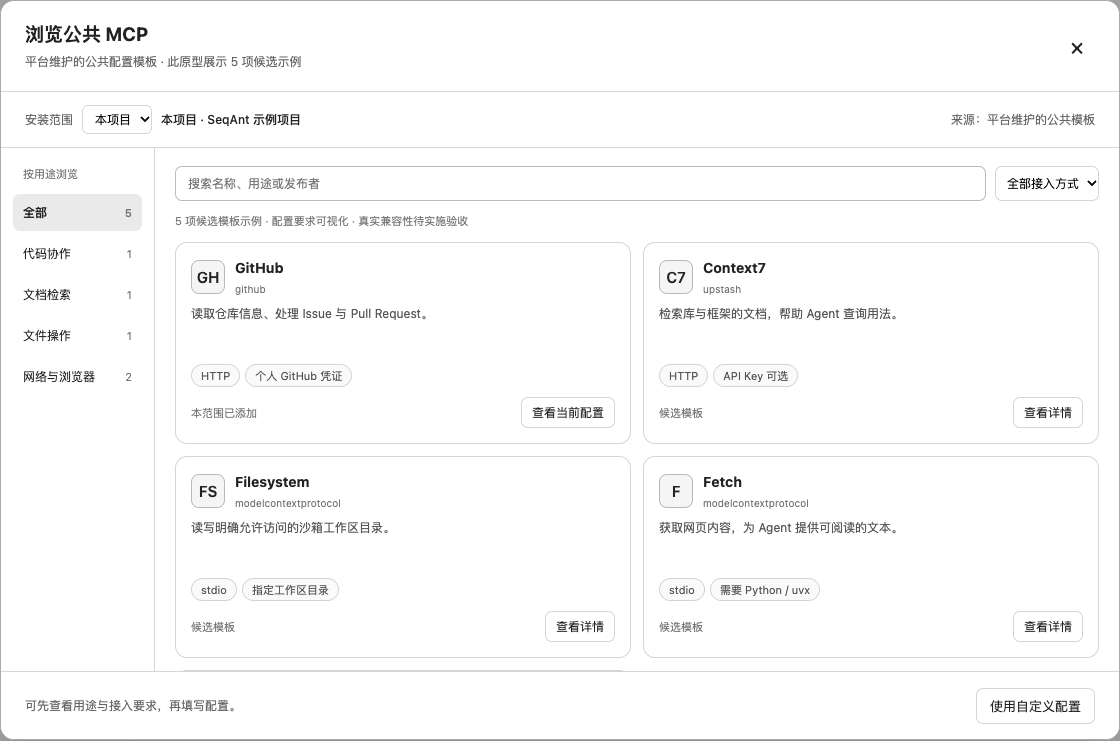 浏览公共 MCP
平台维护的公共配置模板 · 此原型展示 5 项候选示例
安装范围 本项目 本项目 · SeqAnt 示例项目 来源：平台维护的公共模板
按用途浏览
全部 5
代码协作 1
文档检索 1
文件操作 1
网络与浏览器 2
搜索名称、用途或发布者 全部接入方式
5 项候选模板示例 · 配置要求可视化 · 真实兼容性待实施验收
GH GitHub
github
读取仓库信息、处理 Issue 与 Pull Request。
HTTP 个人 GitHub 凭证
本范围已添加 查看当前配置
C7 Context7
upstash
检索库与框架的文档，帮助 Agent 查询用法。
HTTP API Key 可选
候选模板 查看详情
FS Filesystem
modelcontextprotocol
读写明确允许访问的沙箱工作区目录。
stdio 指定工作区目录
候选模板 查看详情
F Fetch
modelcontextprotocol
获取网页内容，为 Agent 提供可阅读的文本。
stdio 需要 Python / uvx
候选模板 查看详情
可先查看用途与接入要求，再填写配置。 使用自定义配置